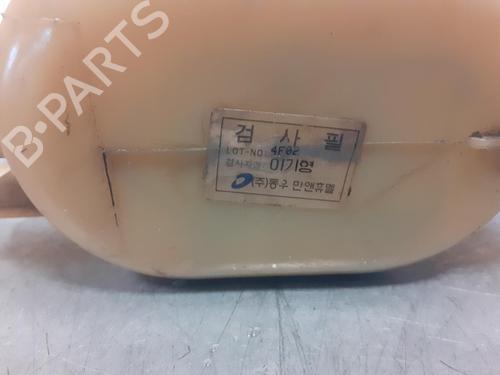 B-PARTS
검 사 필
LOT-NO: 4F02
검사자명: 이기영
(주)동우 만앤휴멜